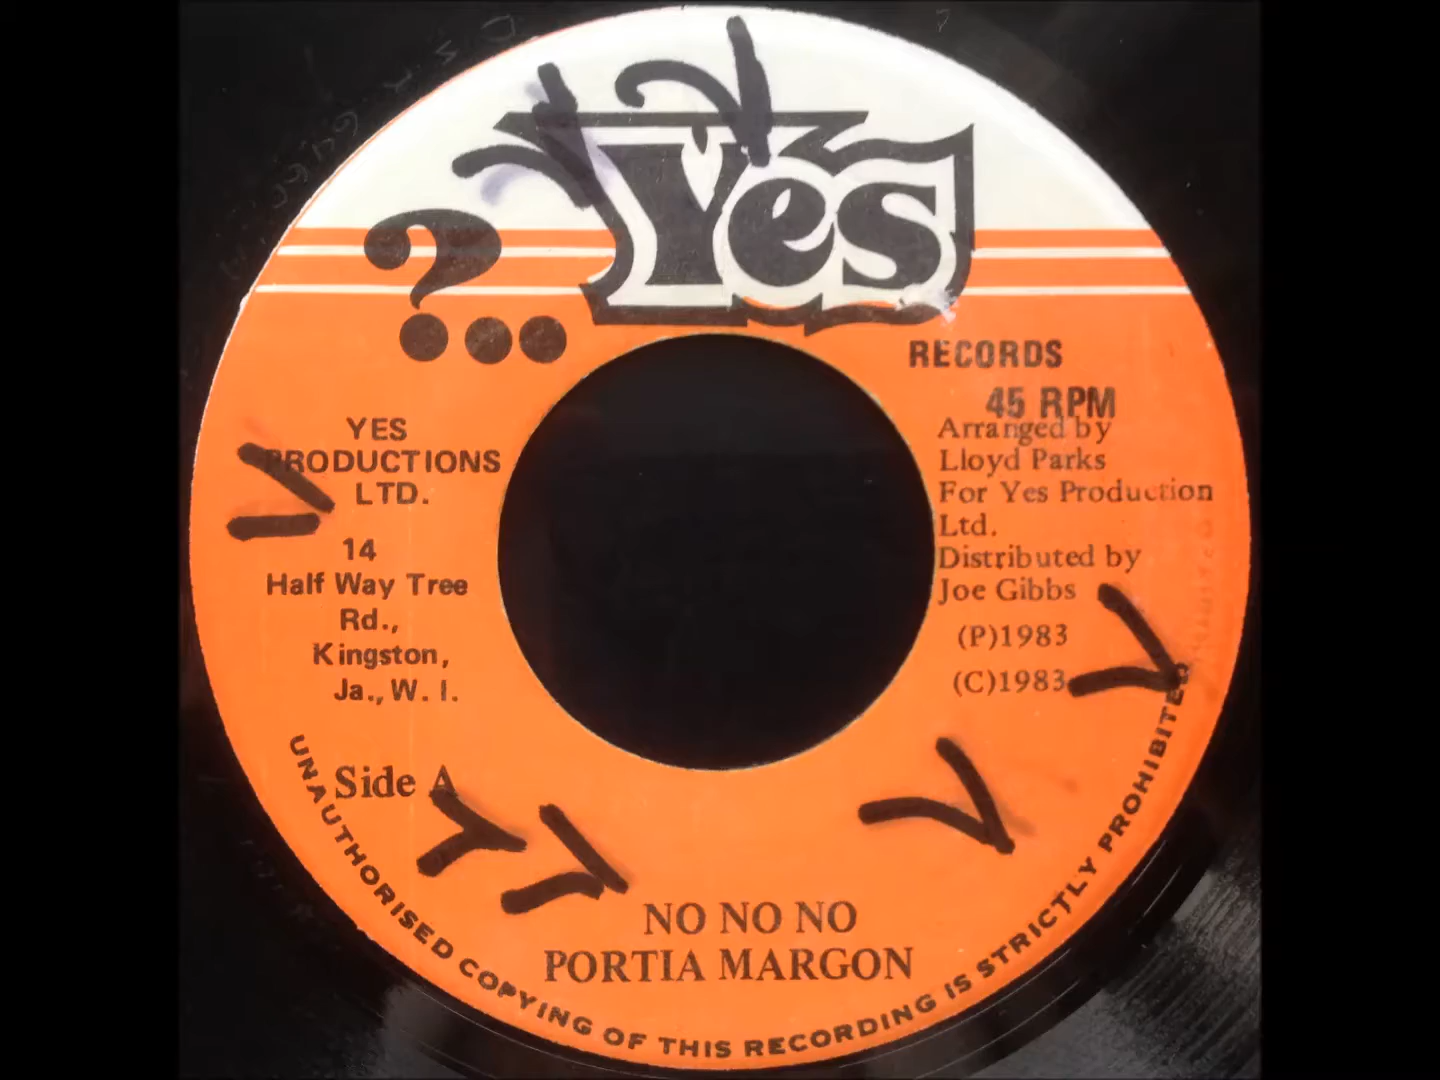 Yes
?...
RECORDS
45 RPM
YES
PRODUCTIONS
LTD.
14
Half Way Tree
Rd.,
Kingston,
Ja., W. I.
Arranged by
Lloyd Parks
For Yes Production
Ltd.
Distributed by
Joe Gibbs
(P)1983
(C)1983
Side A
NO NO NO
PORTIA MARGON
UNAUTHORISED COPYING OF THIS RECORDING IS STRICTLY PROHIBITED